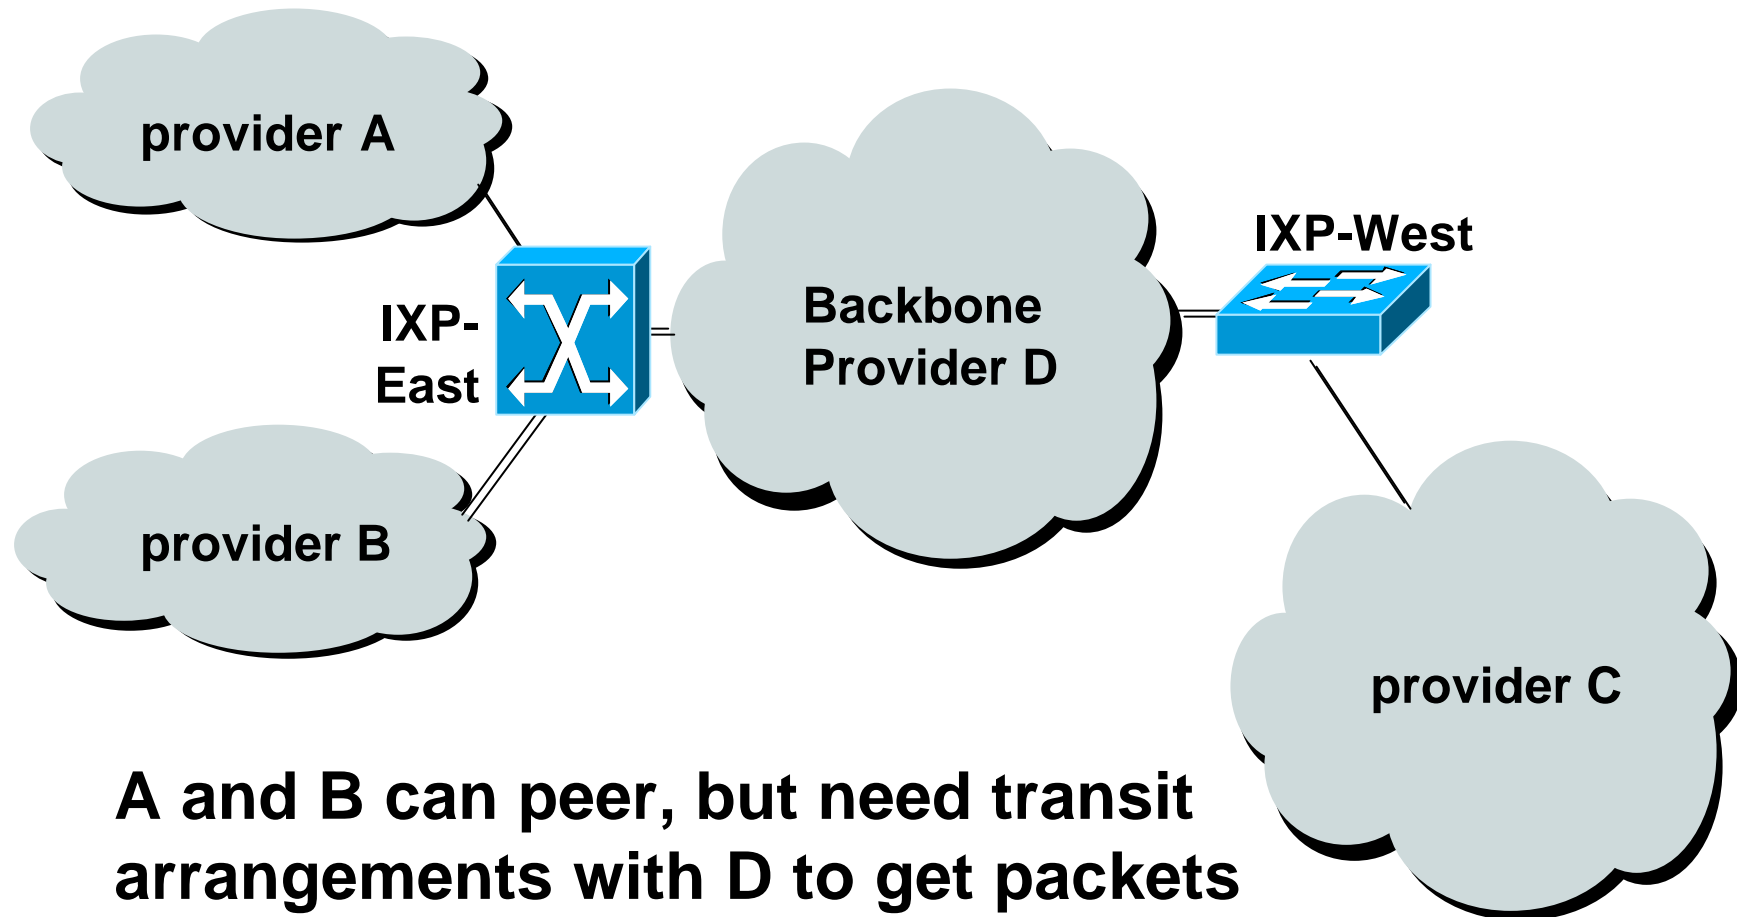 provider A
IXP-West
Backbone
Provider D
IXP-
East
provider B
provider C
A and B can peer, but need transit
arrangements with D to get packets